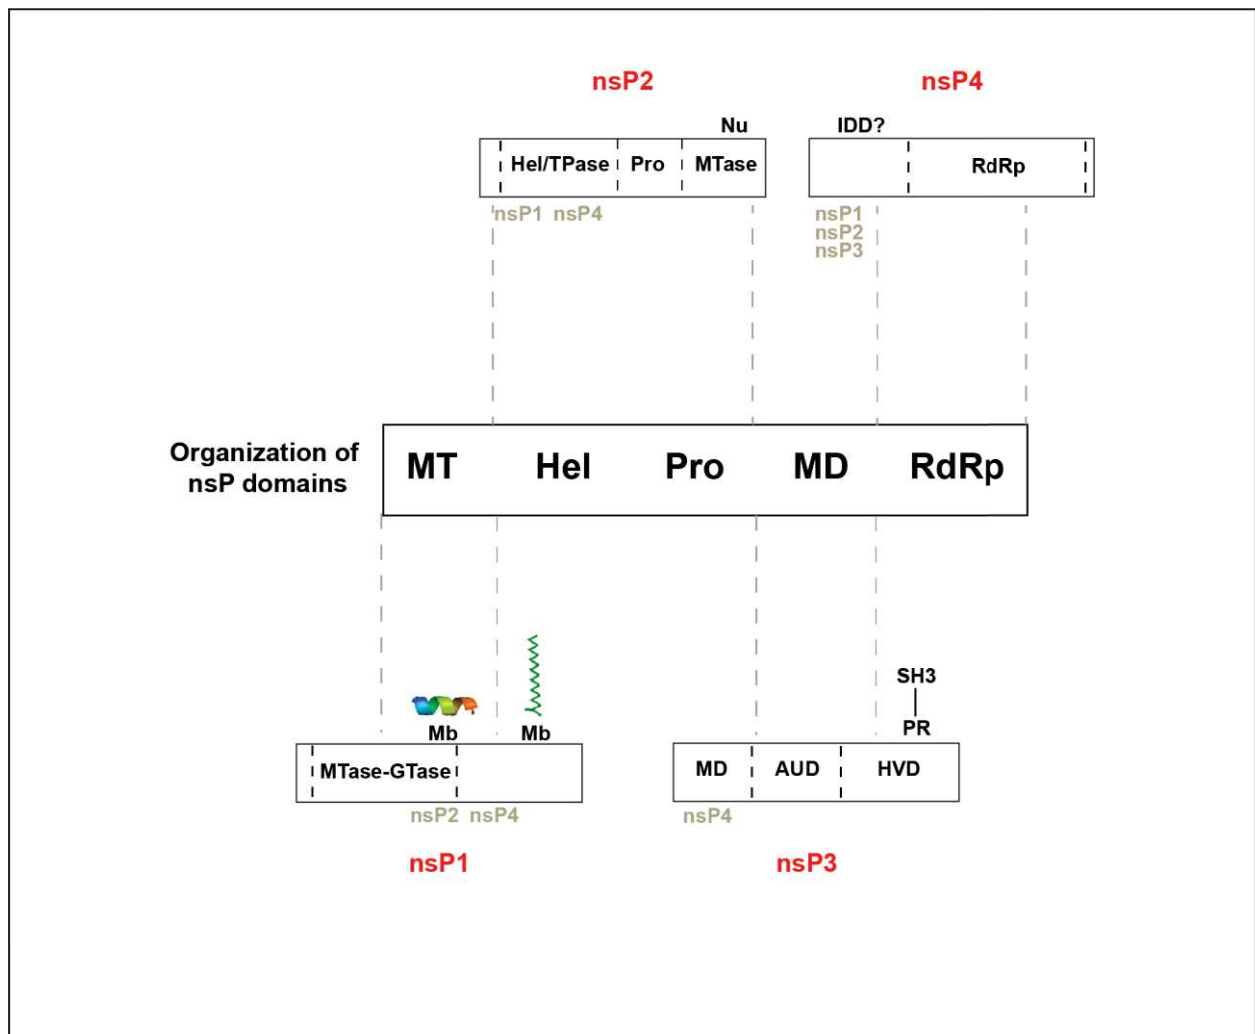 nsP2
nsP4
Nu
IDD?
Hel/TPase
Pro
MTase
RdRp
nsP1 nsP4
nsP1
nsP2
nsP3
Organization of
nsP domains
MT
Hel
Pro
MD
RdRp
SH3
PR
Mb
Mb
MTase-GTase
MD
AUD
HVD
nsP2 nsP4
nsP4
nsP1
nsP3